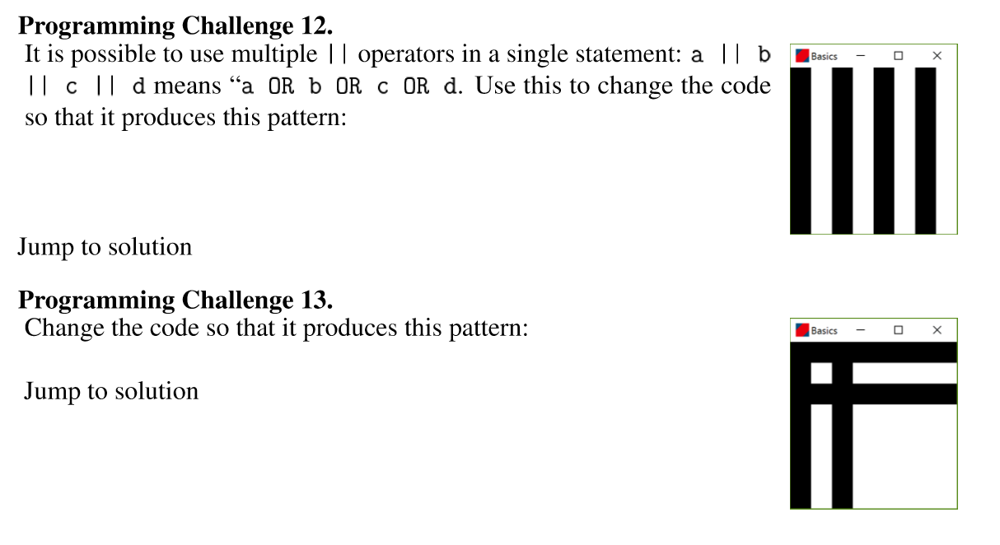 Programming Challenge 12.
It is possible to use multiple || operators in a single statement: a || b
|| c || d means “a OR b OR c OR d. Use this to change the code
so that it produces this pattern:
Basics
Jump to solution
Programming Challenge 13.
Change the code so that it produces this pattern:
Basics
Jump to solution